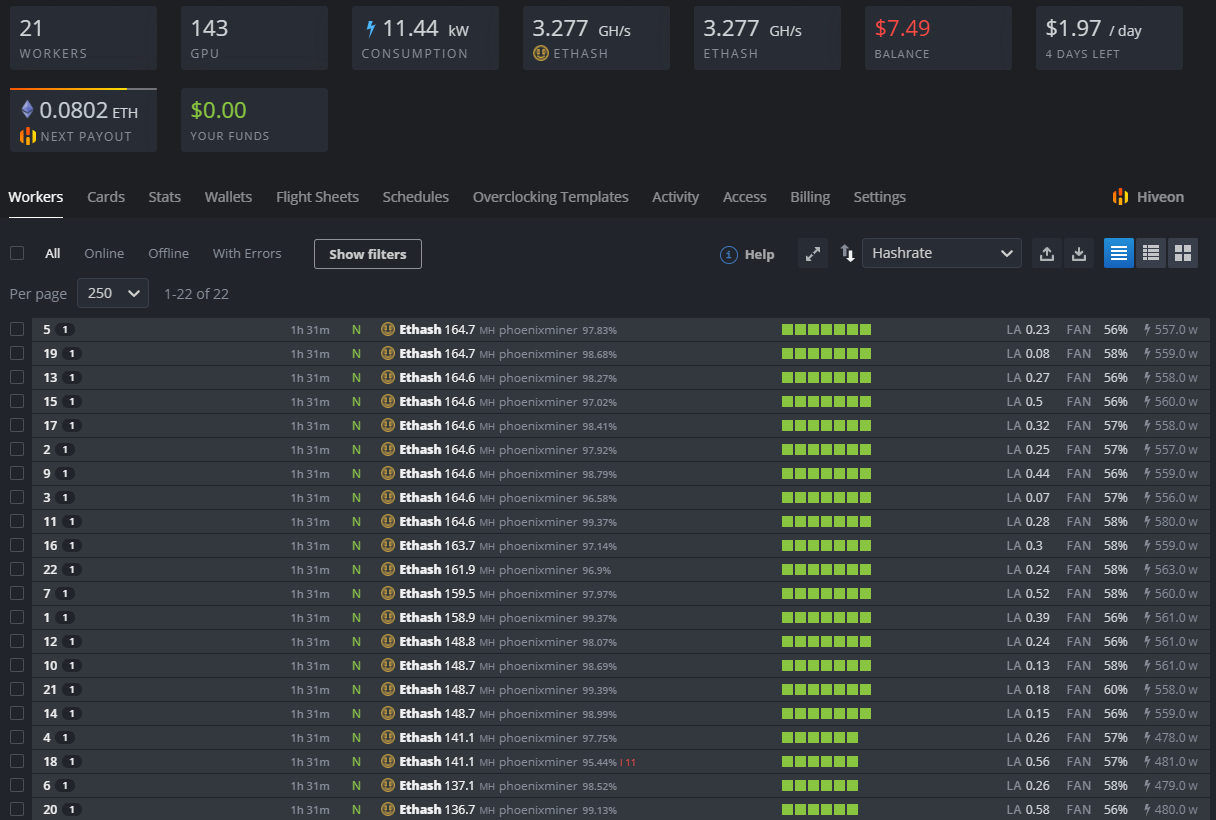 21 143 11.44 kW 3.277 GH/s 3.277 GH/s $7.49 $1.97 / day
WORKERS GPU CONSUMPTION ETHASH ETHASH BALANCE 4 DAYS LEFT
0.0802 ETH $0.00
NEXT PAYOUT YOUR FUNDS
Workers Cards Stats Wallets Flight Sheets Schedules Overclocking Templates Activity Access Billing Settings Hiveon
All Online Offline With Errors Show filters Help Hashrate
Per page 250 1-22 of 22
5 1 1h 31m N Ethash 164.7 MH phoenixminer 97.83% LA 0.23 FAN 56% 557.0 w
19 1 1h 31m N Ethash 164.7 MH phoenixminer 98.68% LA 0.08 FAN 58% 559.0 w
13 1 1h 31m N Ethash 164.6 MH phoenixminer 98.27% LA 0.27 FAN 56% 558.0 w
15 1 1h 31m N Ethash 164.6 MH phoenixminer 97.02% LA 0.5 FAN 56% 560.0 w
17 1 1h 31m N Ethash 164.6 MH phoenixminer 98.41% LA 0.32 FAN 57% 558.0 w
2 1 1h 31m N Ethash 164.6 MH phoenixminer 97.92% LA 0.25 FAN 57% 557.0 w
9 1 1h 31m N Ethash 164.6 MH phoenixminer 98.79% LA 0.44 FAN 56% 559.0 w
3 1 1h 31m N Ethash 164.6 MH phoenixminer 96.58% LA 0.07 FAN 57% 556.0 w
11 1 1h 31m N Ethash 164.6 MH phoenixminer 99.37% LA 0.28 FAN 58% 580.0 w
16 1 1h 31m N Ethash 163.7 MH phoenixminer 97.14% LA 0.3 FAN 58% 559.0 w
22 1 1h 31m N Ethash 161.9 MH phoenixminer 96.9% LA 0.24 FAN 58% 563.0 w
7 1 1h 31m N Ethash 159.5 MH phoenixminer 97.97% LA 0.52 FAN 58% 560.0 w
1 1 1h 31m N Ethash 158.9 MH phoenixminer 99.37% LA 0.39 FAN 56% 561.0 w
12 1 1h 31m N Ethash 148.8 MH phoenixminer 98.07% LA 0.24 FAN 56% 561.0 w
10 1 1h 31m N Ethash 148.7 MH phoenixminer 98.69% LA 0.13 FAN 58% 561.0 w
21 1 1h 31m N Ethash 148.7 MH phoenixminer 99.39% LA 0.18 FAN 60% 558.0 w
14 1 1h 31m N Ethash 148.7 MH phoenixminer 98.99% LA 0.15 FAN 56% 559.0 w
4 1 1h 31m N Ethash 141.1 MH phoenixminer 97.75% LA 0.26 FAN 57% 478.0 w
18 1 1h 31m N Ethash 141.1 MH phoenixminer 95.44% I 11 LA 0.56 FAN 57% 481.0 w
6 1 1h 31m N Ethash 137.1 MH phoenixminer 98.52% LA 0.26 FAN 58% 479.0 w
20 1 1h 31m N Ethash 136.7 MH phoenixminer 99.13% LA 0.58 FAN 56% 480.0 w